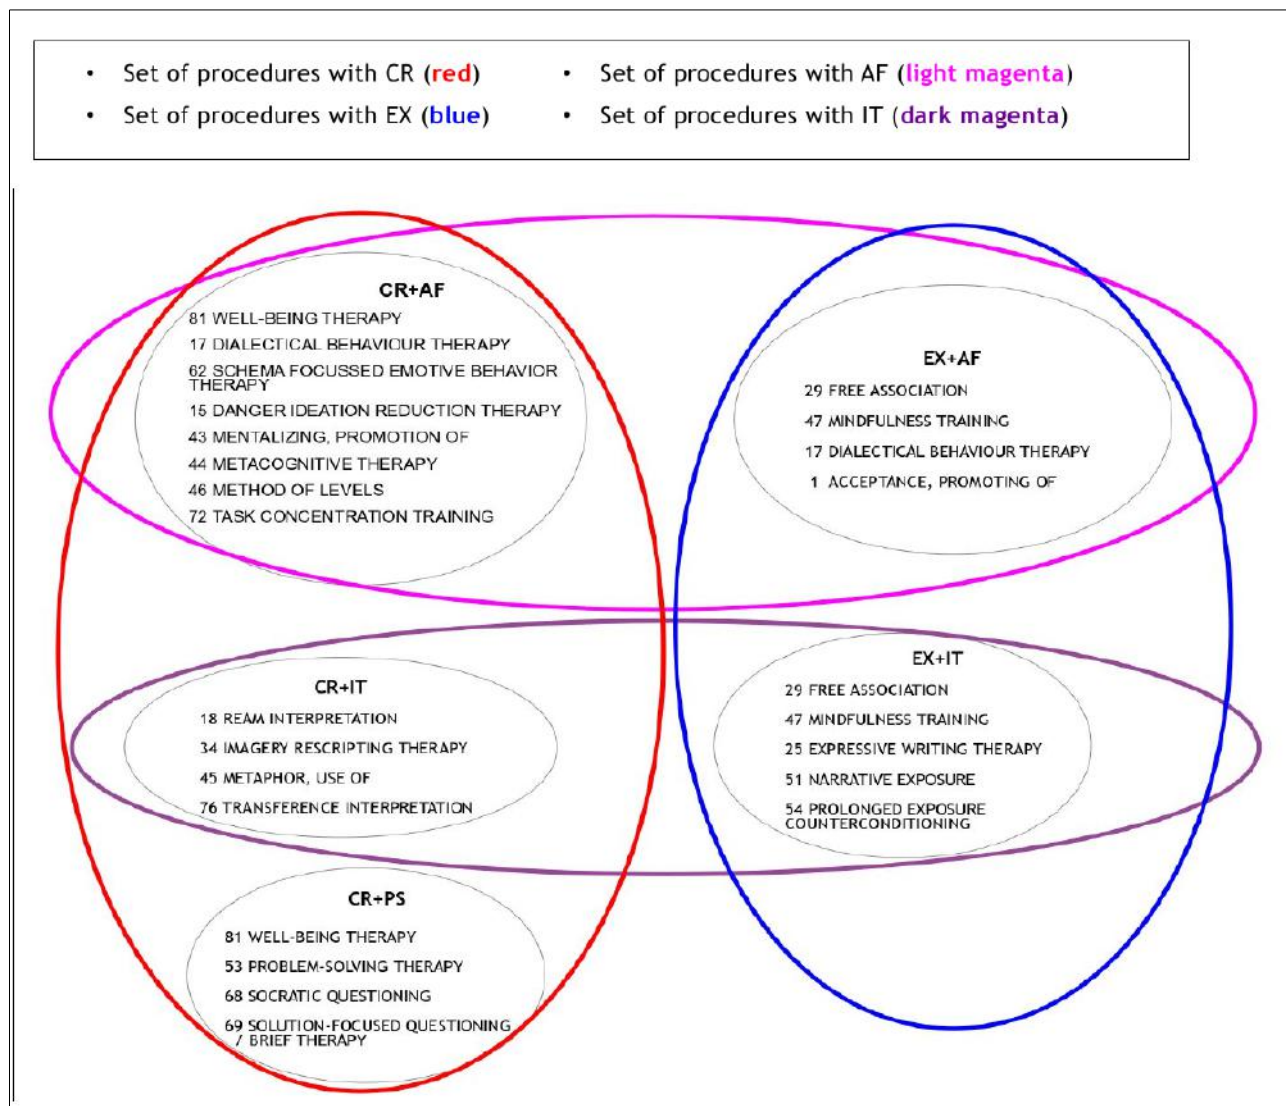 • Set of procedures with CR (red)
• Set of procedures with EX (blue)
• Set of procedures with AF (light magenta)
• Set of procedures with IT (dark magenta)
CR+AF
81 WELL-BEING THERAPY
17 DIALECTICAL BEHAVIOUR THERAPY
62 SCHEMA FOCUSSED EMOTIVE BEHAVIOR
THERAPY
15 DANGER IDEATION REDUCTION THERAPY
43 MENTALIZING, PROMOTION OF
44 METACOGNITIVE THERAPY
46 METHOD OF LEVELS
72 TASK CONCENTRATION TRAINING
EX+AF
29 FREE ASSOCIATION
47 MINDFULNESS TRAINING
17 DIALECTICAL BEHAVIOUR THERAPY
1 ACCEPTANCE, PROMOTING OF
CR+IT
18 REAM INTERPRETATION
34 IMAGERY RESCRIPTING THERAPY
45 METAPHOR, USE OF
76 TRANSFERENCE INTERPRETATION
EX+IT
29 FREE ASSOCIATION
47 MINDFULNESS TRAINING
25 EXPRESSIVE WRITING THERAPY
51 NARRATIVE EXPOSURE
54 PROLONGED EXPOSURE
COUNTERCONDITIONING
CR+PS
81 WELL-BEING THERAPY
53 PROBLEM-SOLVING THERAPY
68 SOCRATIC QUESTIONING
69 SOLUTION-FOCUSED QUESTIONING
/ BRIEF THERAPY